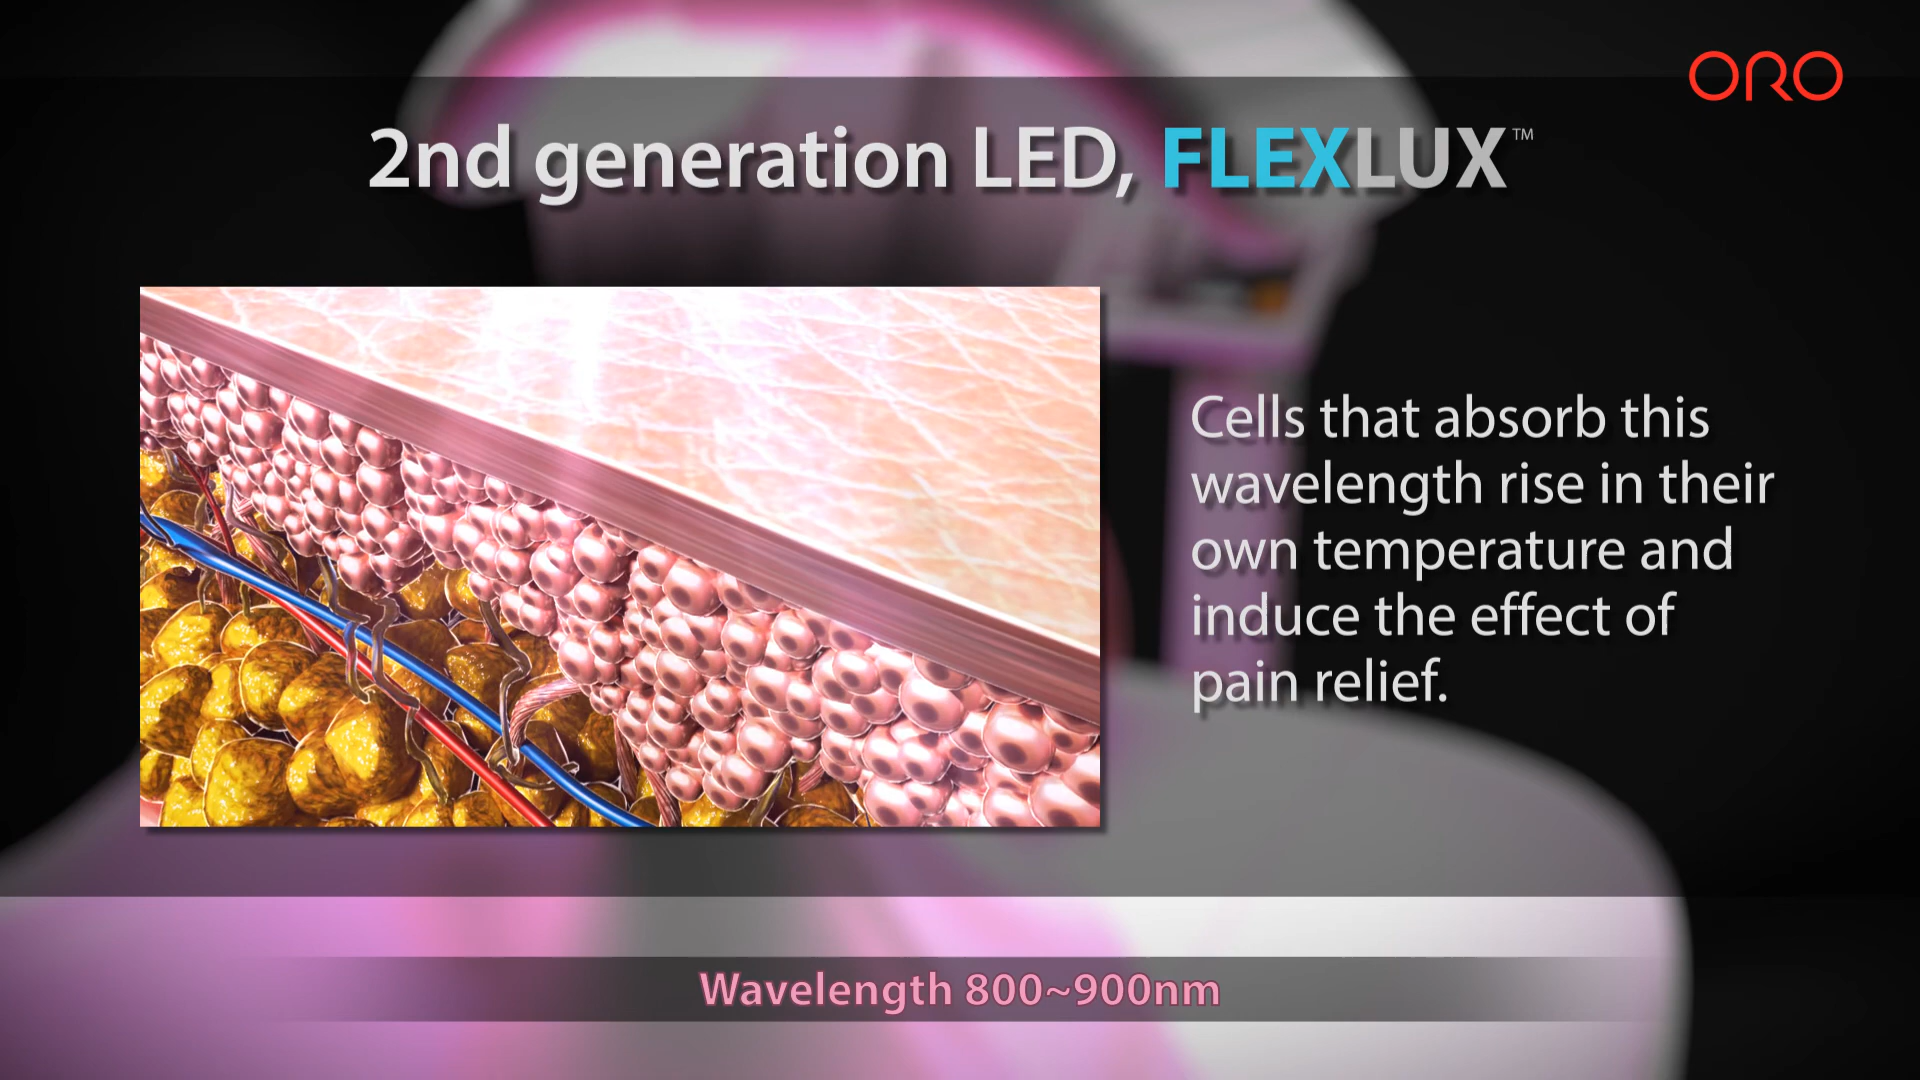 ORO
2nd generation LED, FLEXLUX™
Cells that absorb this
wavelength rise in their
own temperature and
induce the effect of
pain relief.
Wavelength 800~900nm